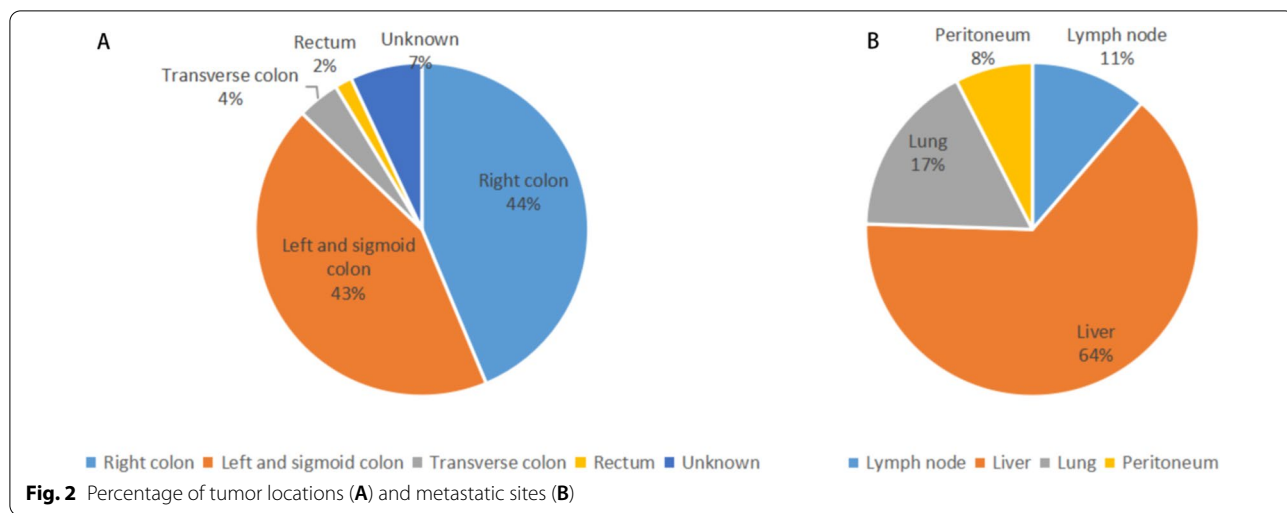 A
Unknown
7%
Rectum
2%
Transverse colon
4%
Right colon
44%
Left and sigmoid
colon
43%
Right colon Left and sigmoid colon Transverse colon Rectum Unknown
B
Peritoneum
8%
Lymph node
11%
Lung
17%
Liver
64%
Lymph node Liver Lung Peritoneum
Fig. 2 Percentage of tumor locations (A) and metastatic sites (B)